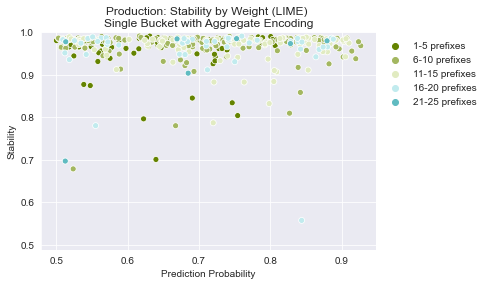 Production: Stability by Weight (LIME)
Single Bucket with Aggregate Encoding
1.0
0.9
0.8
0.7
0.6
0.5
Stability
0.5 0.6 0.7 0.8 0.9
Prediction Probability
1-5 prefixes
6-10 prefixes
11-15 prefixes
16-20 prefixes
21-25 prefixes